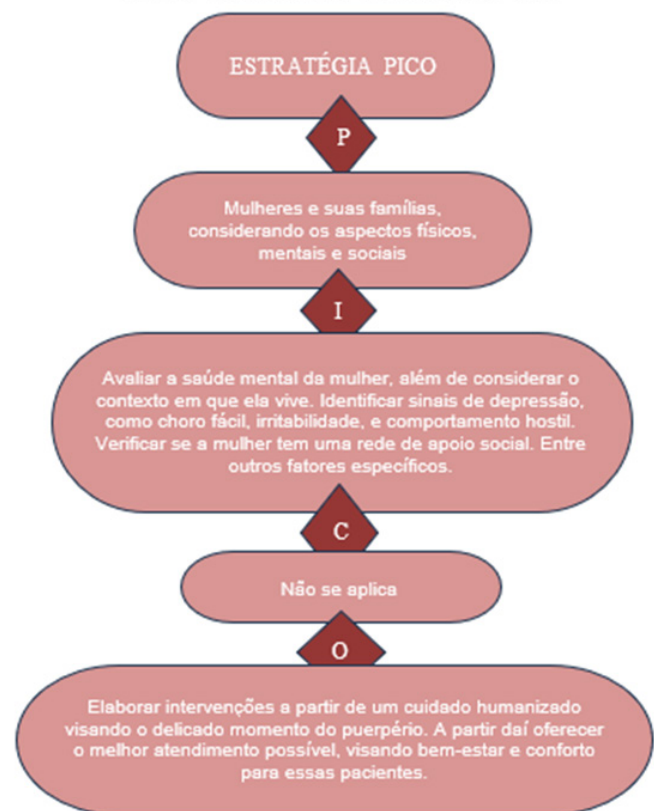 ESTRATÉGIA PICO
P
Mulheres e suas famílias,
considerando os aspectos físicos,
mentais e sociais
I
Avaliar a saúde mental da mulher, além de considerar o
contexto em que ela vive. Identificar sinais de depressão,
como choro fácil, irritabilidade, e comportamento hostil.
Verificar se a mulher tem uma rede de apoio social. Entre
outros fatores específicos.
C
Não se aplica
O
Elaborar intervenções a partir de um cuidado humanizado
visando o delicado momento do puerpério. A partir daí oferecer
o melhor atendimento possível, visando bem-estar e conforto
para essas pacientes.